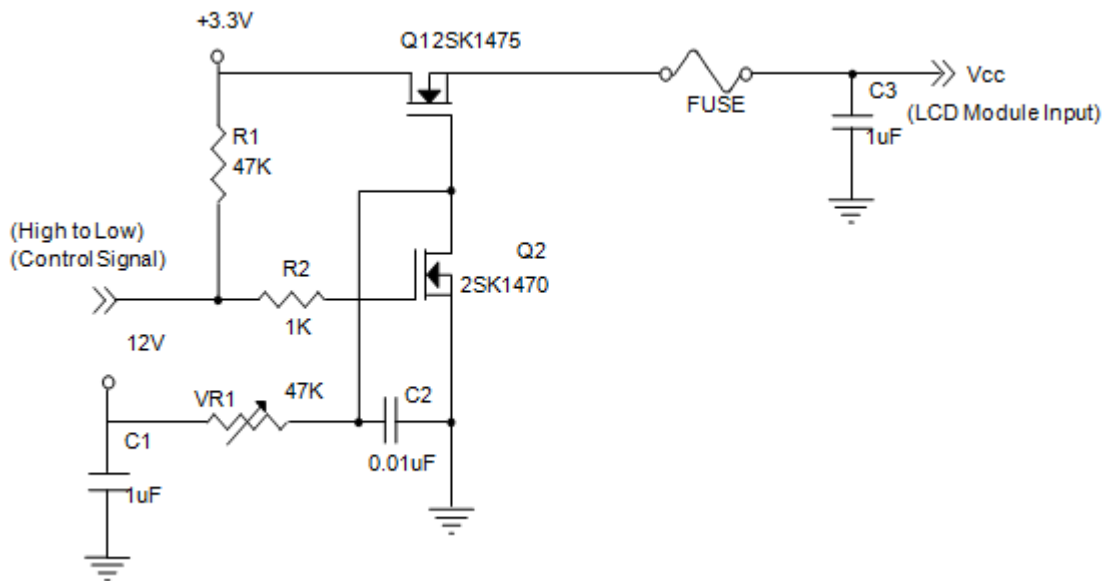 +3.3V
Q12SK1475
Vcc
C3
FUSE
(LCD Module Input)
R1
1uF
47K
(High to Low)
(Control Signal)
Q2
R2
2SK1470
1K
12V
47K
VR1
C2
C1
0.01uF
1uF